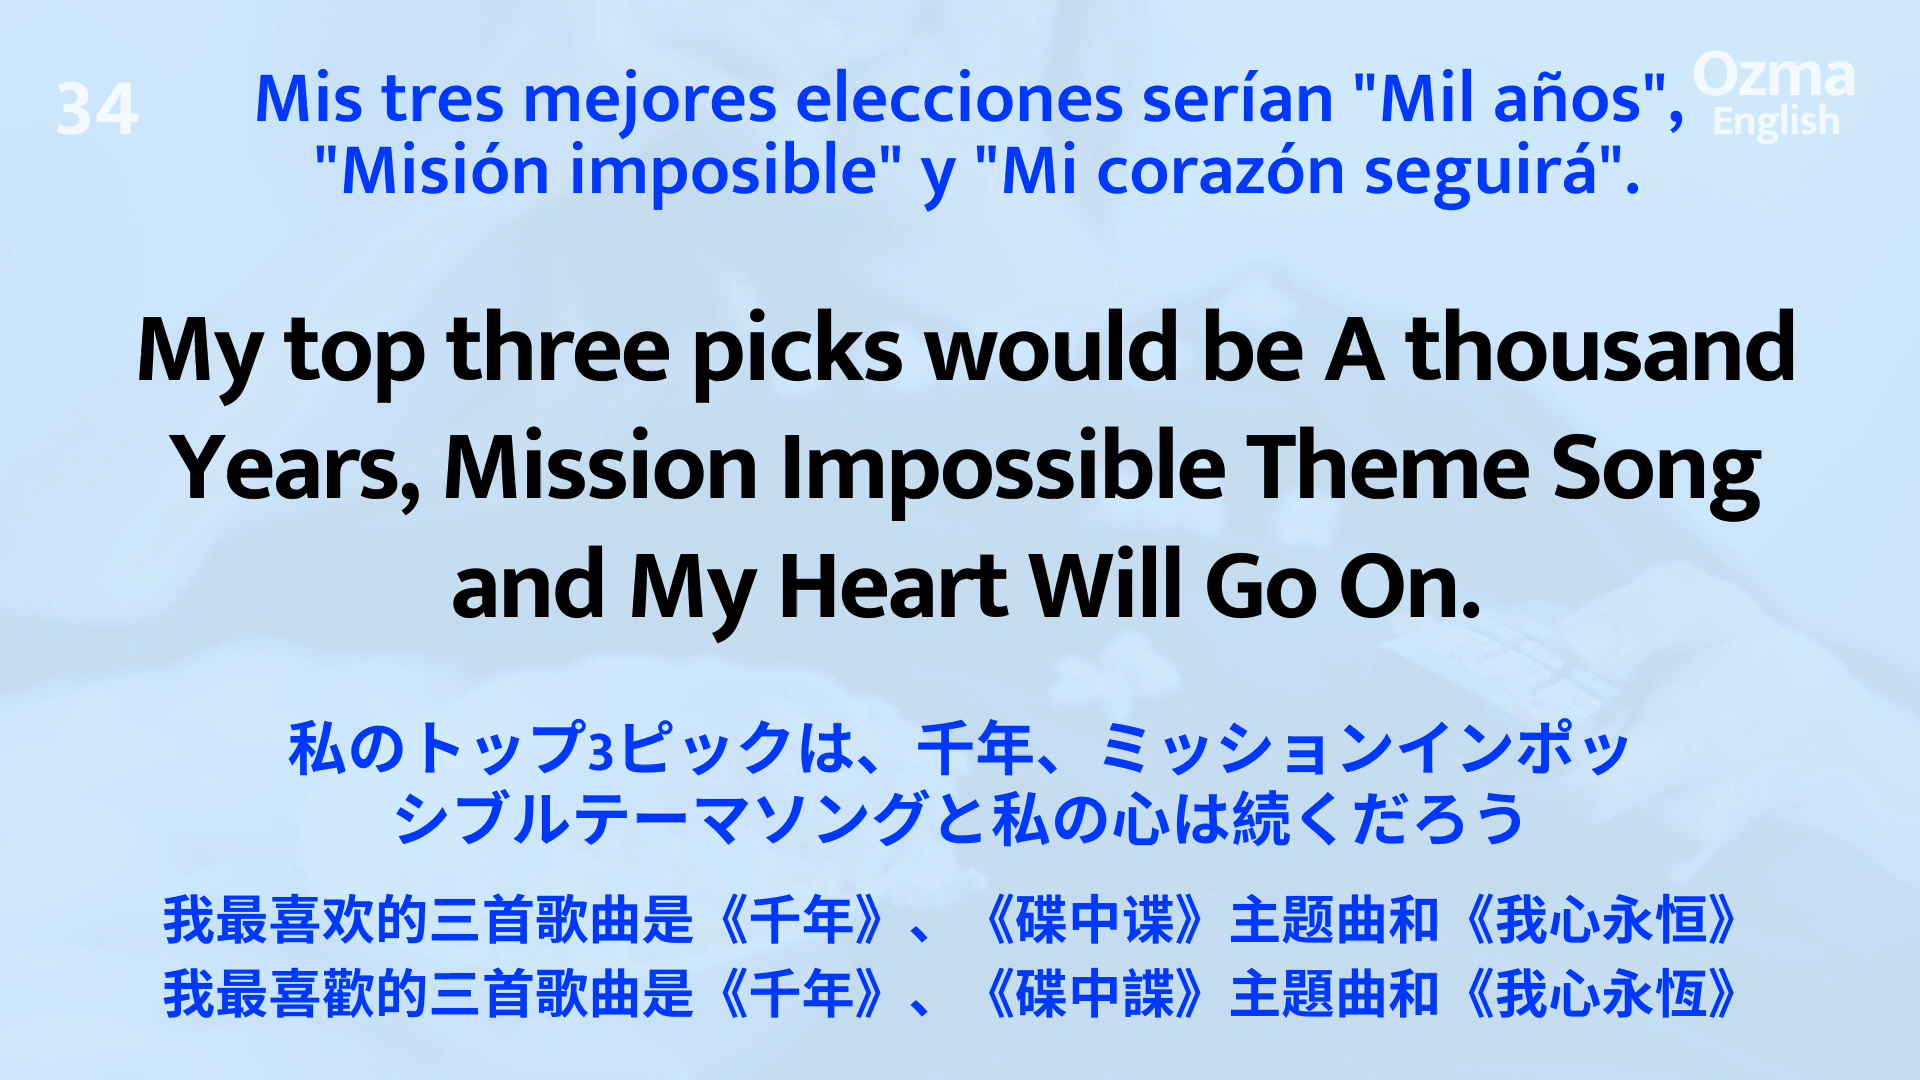 34
Mis tres mejores elecciones serían "Mil años",
"Misión imposible" y "Mi corazón seguirá".
Ozma
English
My top three picks would be A thousand
Years, Mission Impossible Theme Song
and My Heart Will Go On.
私のトップ3ピックは、千年、ミッションインポッ
シブルテーマソングと私の心は続くだろう
我最喜欢的三首歌曲是《千年》、《碟中谍》主题曲和《我心永恒》
我最喜歡的三首歌曲是《千年》、《碟中諜》主題曲和《我心永恆》